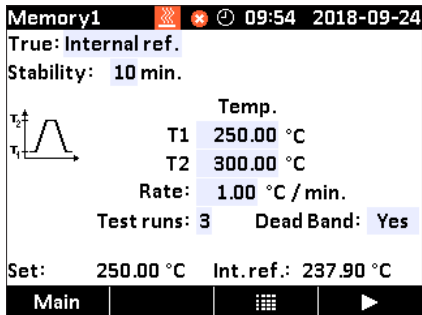 Memory1 09:54 2018-09-24
True: Internal ref.
Stability: 10 min.
Temp.
T2
T1
T1 250.00 °C
T2 300.00 °C
Rate: 1.00 °C / min.
Test runs: 3 Dead Band: Yes
Set: 250.00 °C Int.ref.: 237.90 °C
Main